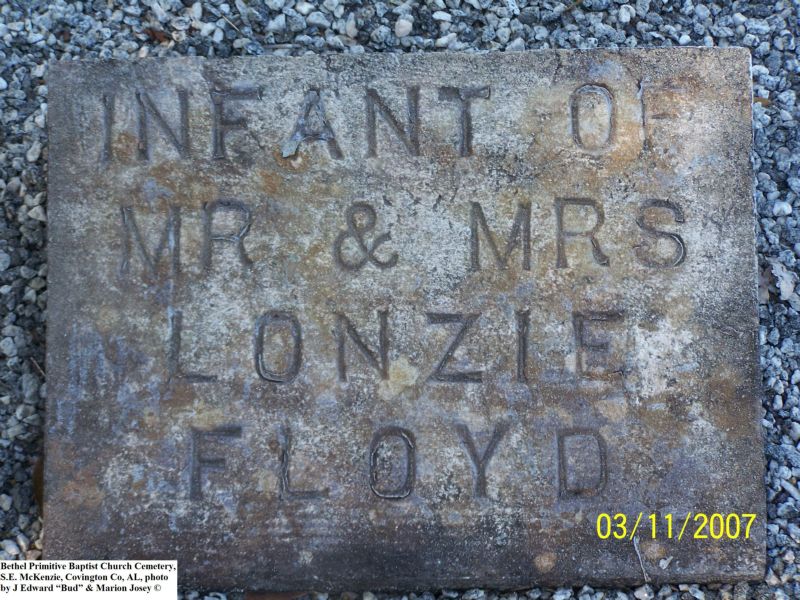 INFANT OF
MR & MRS
LONZIE
FLOYD
03/11/2007
Bethel Primitive Baptist Church Cemetery,
S.E. McKenzie, Covington Co, AL, photo
by J Edward “Bud” & Marion Josey ©